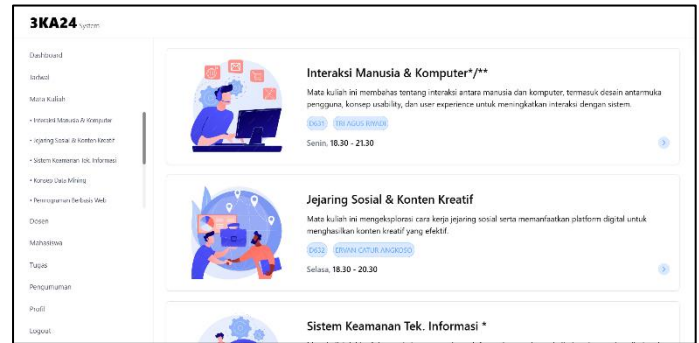 3KA24 System
Dashboard
Jadwal
Mata Kuliah
• Interaksi Manusia & Komputer
• Jejaring Sosial & Konten Kreatif
• Sistem Keamanan Tek. Informasi
• Konsep Data Mining
• Pemrograman Berbasis Web
Dosen
Mahasiswa
Tugas
Pengumuman
Profil
Logout
Interaksi Manusia & Komputer*/**
Mata kuliah ini membahas tentang interaksi antara manusia dan komputer, termasuk desain antarmuka
pengguna, konsep usability, dan user experience untuk meningkatkan interaksi dengan sistem.
D631 TRI AGUS RIYADI
Senin, 18.30 - 21.30
Jejaring Sosial & Konten Kreatif
Mata kuliah ini mengeksplorasi cara kerja jejaring sosial serta memanfaatkan platform digital untuk
menghasilkan konten kreatif yang efektif.
D632 ERVAN CATUR ANGKOSO
Selasa, 18.30 - 20.30
Sistem Keamanan Tek. Informasi *